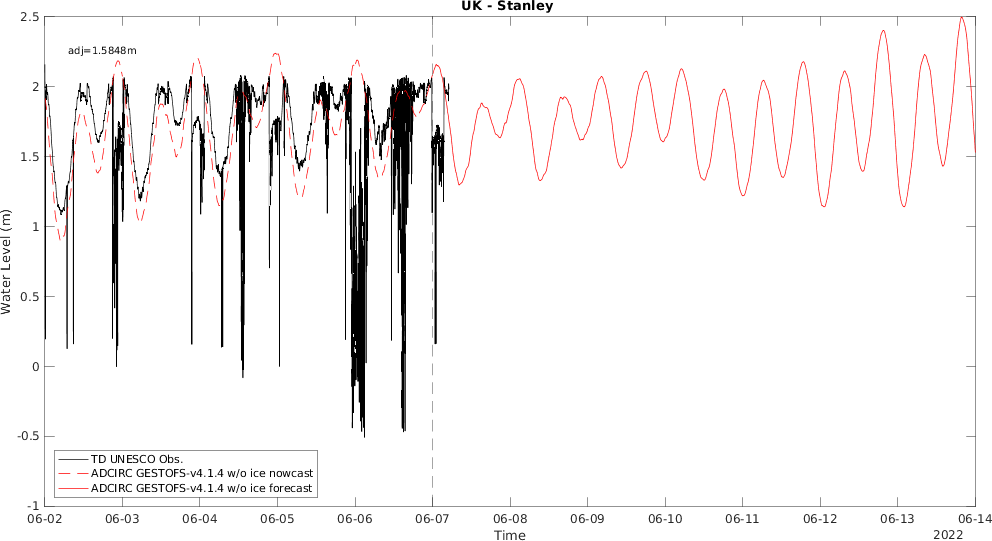 UK - Stanley
adj=1.5848m
2.5
2
1.5
1
0.5
0
-0.5
-1
Water Level (m)
TD UNESCO Obs.
ADCIRC GESTOFS-v4.1.4 w/o ice nowcast
ADCIRC GESTOFS-v4.1.4 w/o ice forecast
06-02 06-03 06-04 06-05 06-06 06-07 06-08 06-09 06-10 06-11 06-12 06-13 06-14
Time
2022